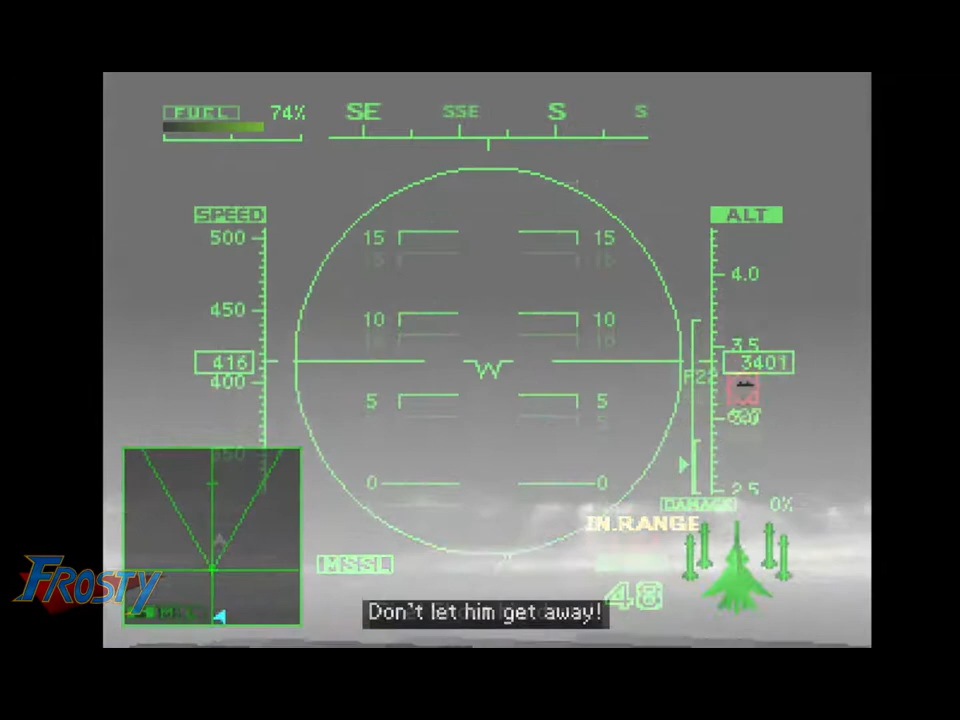 FUEL 74%
SE SSE S S
SPEED ALT
500
4.0
450
3.5
416 3401
400
350
2.5
15 15
10 10
5 5
0 0
F22
DAMAGE 0%
IN.RANGE
MSSL
48
Don't let him get away!
FROSTY